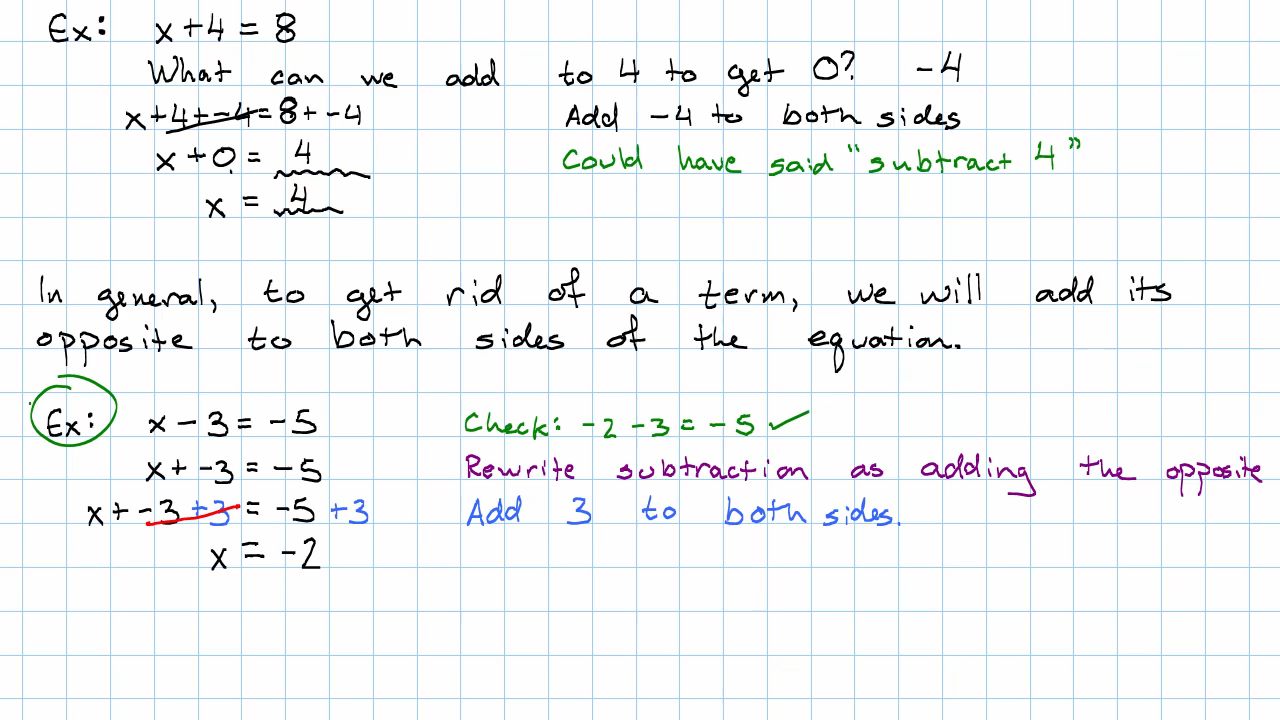 Ex: x + 4 = 8
What can we add to 4 to get 0? -4
x + 4 + -4 = 8 + -4 Add -4 to both sides
x + 0 = 4 Could have said "subtract 4"
x = 4
In general, to get rid of a term, we will add its
opposite to both sides of the equation.
Ex: x - 3 = -5 Check: -2 - 3 = -5 ✓
x + -3 = -5 Rewrite subtraction as adding the opposite
x + -3 + 3 = -5 + 3 Add 3 to both sides.
x = -2